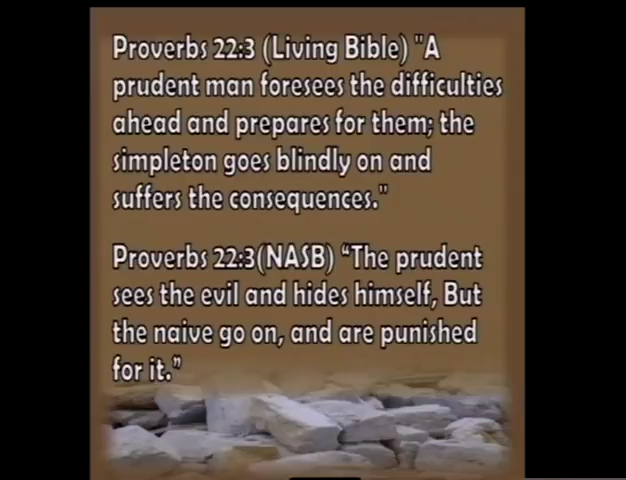 Proverbs 22:3 (Living Bible) "A
prudent man foresees the difficulties
ahead and prepares for them; the
simpleton goes blindly on and
suffers the consequences."
Proverbs 22:3(NASB) “The prudent
sees the evil and hides himself, But
the naive go on, and are punished
for it.”